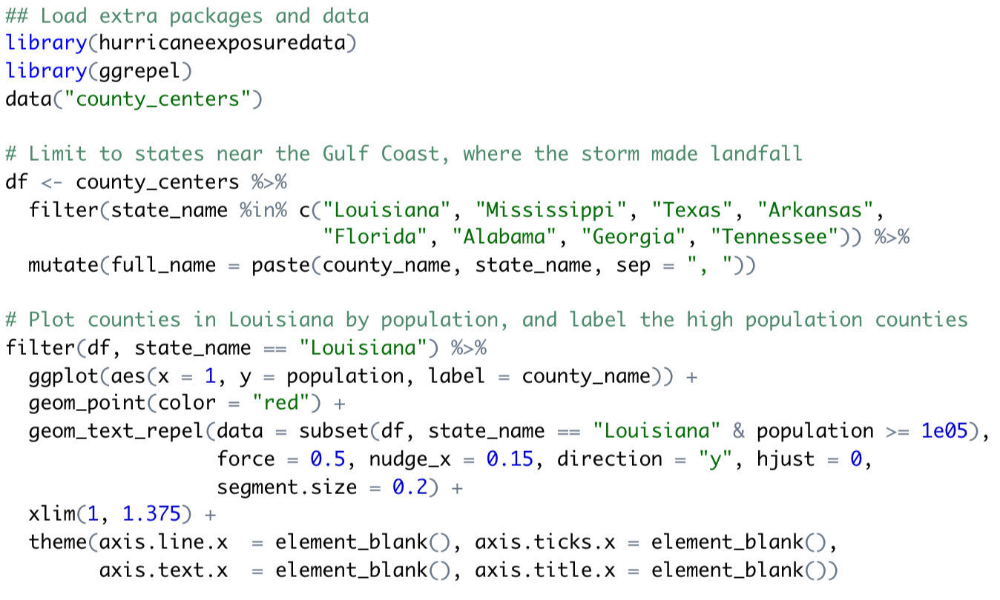 ## Load extra packages and data
library(hurricaneexposuredata)
library(ggrepel)
data("county_centers")

# Limit to states near the Gulf Coast, where the storm made landfall
df <- county_centers %>%
  filter(state_name %in% c("Louisiana", "Mississippi", "Texas", "Arkansas",
                           "Florida", "Alabama", "Georgia", "Tennessee")) %>%
  mutate(full_name = paste(county_name, state_name, sep = ", "))

# Plot counties in Louisiana by population, and label the high population counties
filter(df, state_name == "Louisiana") %>%
  ggplot(aes(x = 1, y = population, label = county_name)) +
  geom_point(color = "red") +
  geom_text_repel(data = subset(df, state_name == "Louisiana" & population >= 1e05),
                  force = 0.5, nudge_x = 0.15, direction = "y", hjust = 0,
                  segment.size = 0.2) +
  xlim(1, 1.375) +
  theme(axis.line.x  = element_blank(), axis.ticks.x = element_blank(),
        axis.text.x  = element_blank(), axis.title.x = element_blank())